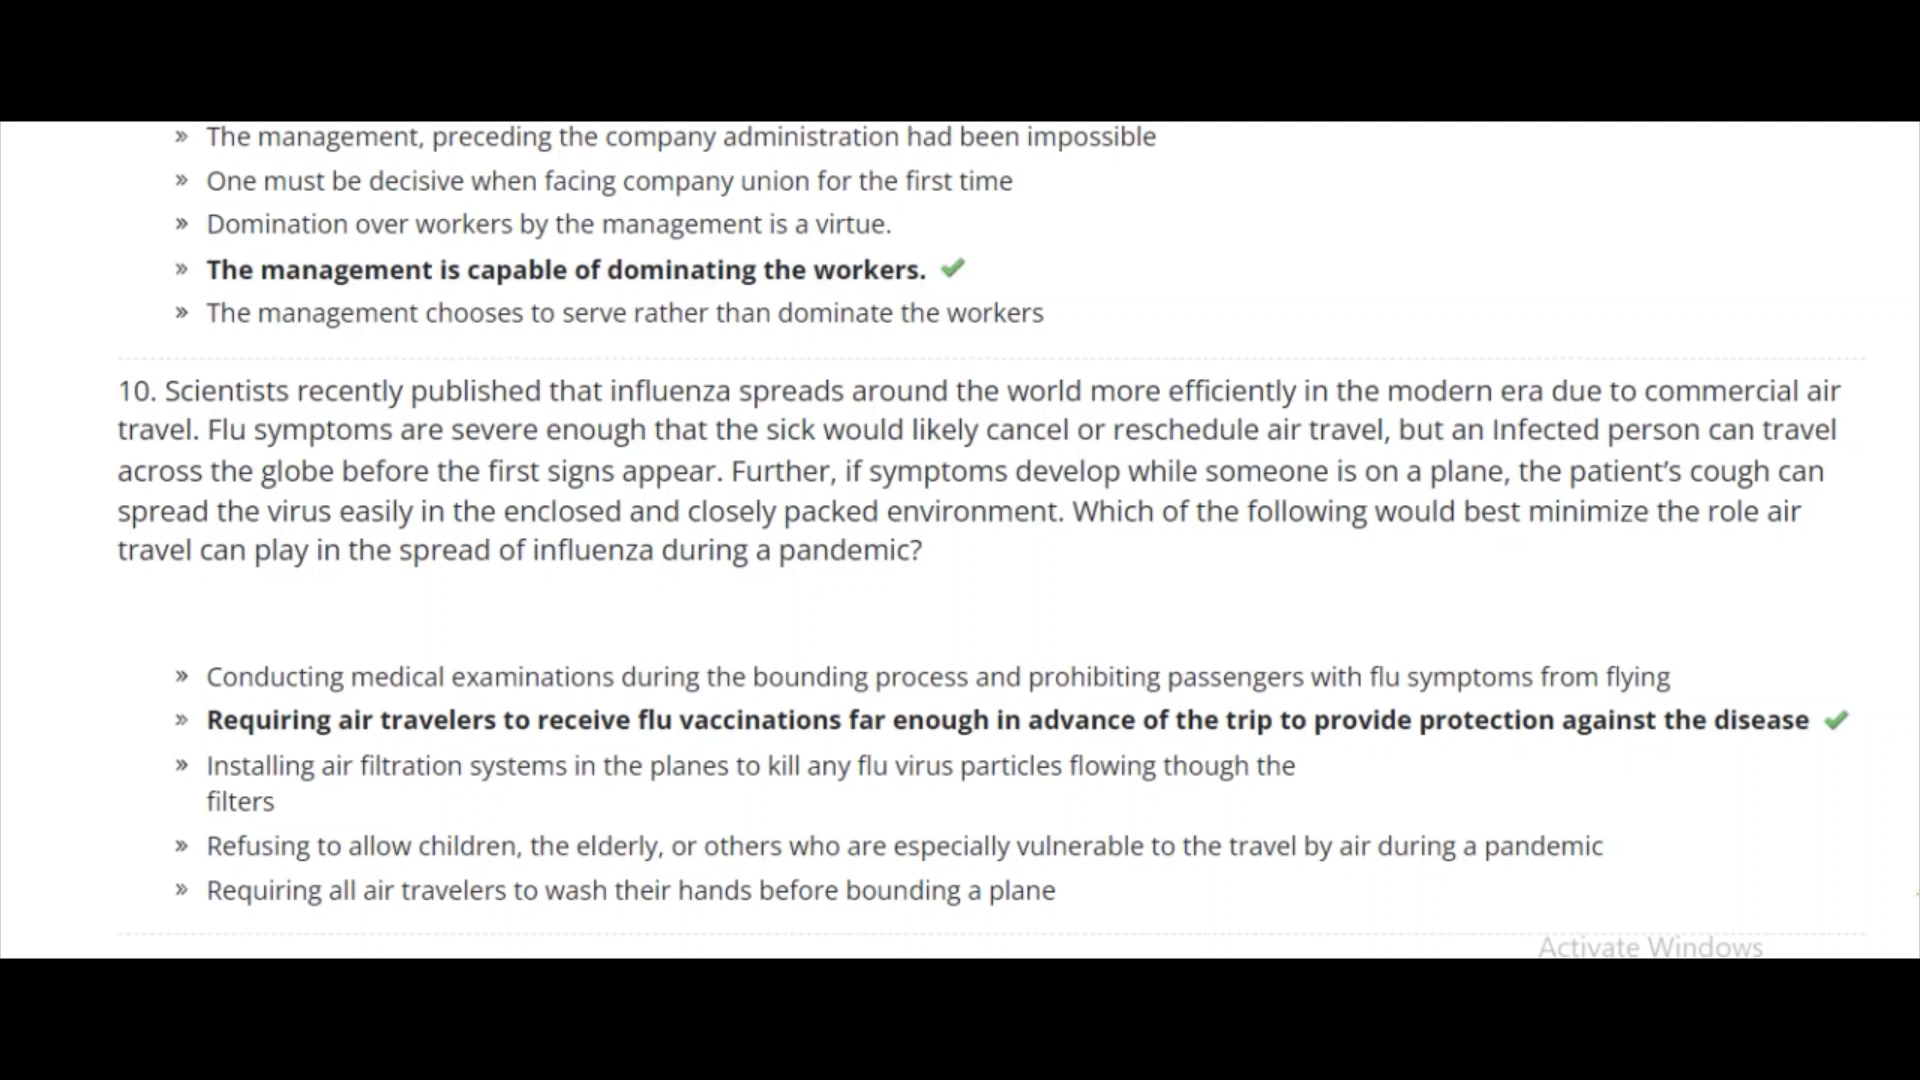 » The management, preceding the company administration had been impossible
» One must be decisive when facing company union for the first time
» Domination over workers by the management is a virtue.
» The management is capable of dominating the workers.
» The management chooses to serve rather than dominate the workers
10. Scientists recently published that influenza spreads around the world more efficiently in the modern era due to commercial air
travel. Flu symptoms are severe enough that the sick would likely cancel or reschedule air travel, but an Infected person can travel
across the globe before the first signs appear. Further, if symptoms develop while someone is on a plane, the patient’s cough can
spread the virus easily in the enclosed and closely packed environment. Which of the following would best minimize the role air
travel can play in the spread of influenza during a pandemic?
» Conducting medical examinations during the bounding process and prohibiting passengers with flu symptoms from flying
» Requiring air travelers to receive flu vaccinations far enough in advance of the trip to provide protection against the disease
» Installing air filtration systems in the planes to kill any flu virus particles flowing though the
filters
» Refusing to allow children, the elderly, or others who are especially vulnerable to the travel by air during a pandemic
» Requiring all air travelers to wash their hands before bounding a plane
Activate Windows